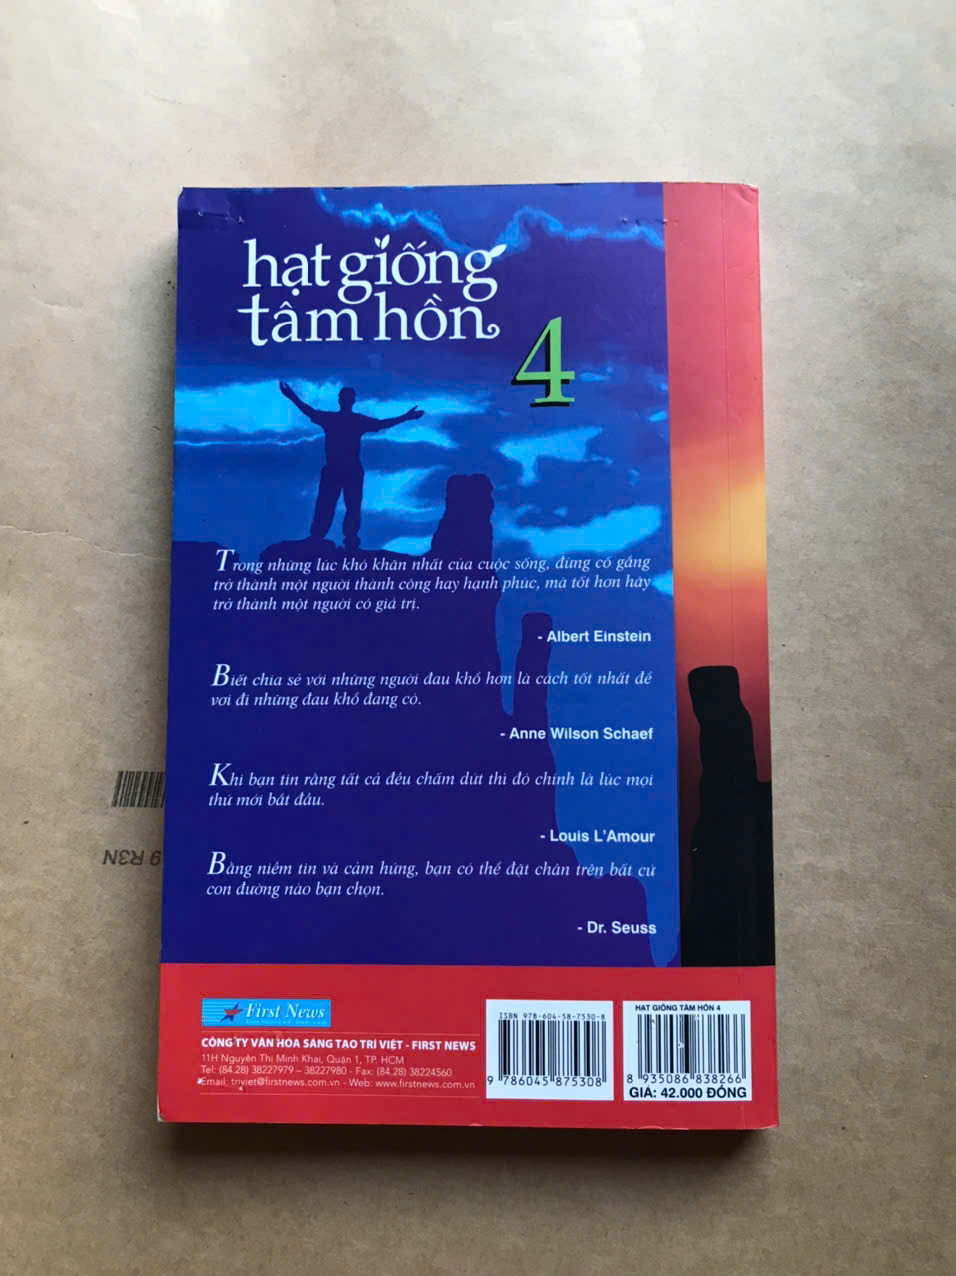 hạt giống
tâm hồn
4
Trong những lúc khó khăn nhất của cuộc sống, đừng cố gắng
trở thành một người thành công hay hạnh phúc, mà tốt hơn hãy
trở thành một người có giá trị.
- Albert Einstein
Biết chia sẻ với những người đau khổ hơn là cách tốt nhất để
vơi đi những đau khổ đang có.
- Anne Wilson Schaef
Khi bạn tin rằng tất cả đều chấm dứt thì đó chính là lúc mọi
thứ mới bắt đầu.
- Louis L'Amour
Bằng niềm tin và cảm hứng, bạn có thể đặt chân trên bất cứ
con đường nào bạn chọn.
- Dr. Seuss
9 R3N
First News
CÔNG TY VĂN HÓA SÁNG TẠO TRÍ VIỆT - FIRST NEWS
11H Nguyễn Thị Minh Khai, Quận 1, TP. HCM
Tel: (84.28) 38227979 – 38227980 - Fax: (84.28) 38224560
Email: triviet@firstnews.com.vn - Web: www.firstnews.com.vn
ISBN 978-604-58-7530-8
9 786045 875308
HẠT GIỐNG TÂM HỒN 4
8 935086 838266
GIÁ: 42.000 ĐỒNG